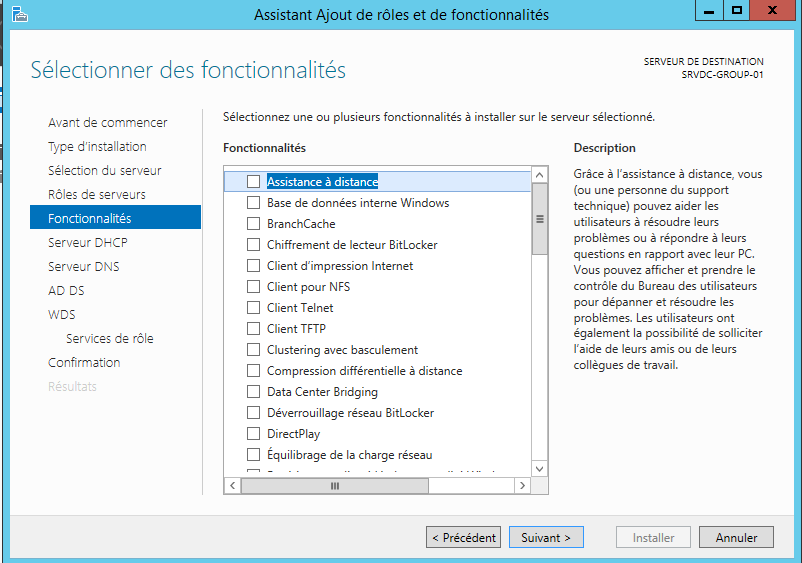 Assistant Ajout de rôles et de fonctionnalités
Sélectionner des fonctionnalités
SERVEUR DE DESTINATION
SRVDC-GROUP-01
Avant de commencer
Type d'installation
Sélection du serveur
Rôles de serveurs
Fonctionnalités
Serveur DHCP
Serveur DNS
AD DS
WDS
Services de rôle
Confirmation
Résultats
Sélectionnez une ou plusieurs fonctionnalités à installer sur le serveur sélectionné.
Fonctionnalités
Assistance à distance
Base de données interne Windows
BranchCache
Chiffrement de lecteur BitLocker
Client d'impression Internet
Client pour NFS
Client Telnet
Client TFTP
Clustering avec basculement
Compression différentielle à distance
Data Center Bridging
Déverrouillage réseau BitLocker
DirectPlay
Équilibrage de la charge réseau
Description
Grâce à l'assistance à distance, vous
(ou une personne du support
technique) pouvez aider les
utilisateurs à résoudre leurs
problèmes ou à répondre à leurs
questions en rapport avec leur PC.
Vous pouvez afficher et prendre le
contrôle du Bureau des utilisateurs
pour dépanner et résoudre les
problèmes. Les utilisateurs ont
également la possibilité de solliciter
l'aide de leurs amis ou de leurs
collègues de travail.
< Précédent
Suivant >
Installer
Annuler